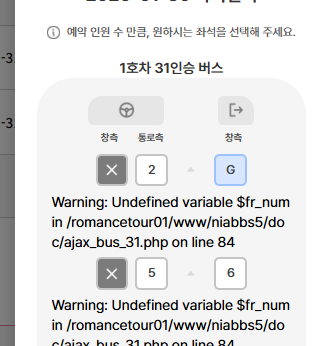 예약 인원 수 만큼, 원하시는 좌석을 선택해 주세요.
1호차 31인승 버스
창측 통로측 창측
2 G
Warning: Undefined variable $fr_num
in /romancetour01/www/niabbs5/do
c/ajax_bus_31.php on line 84
5 6
Warning: Undefined variable $fr_num
in /romancetour01/www/niabbs5/do
c/ajax_bus_31.php on line 84